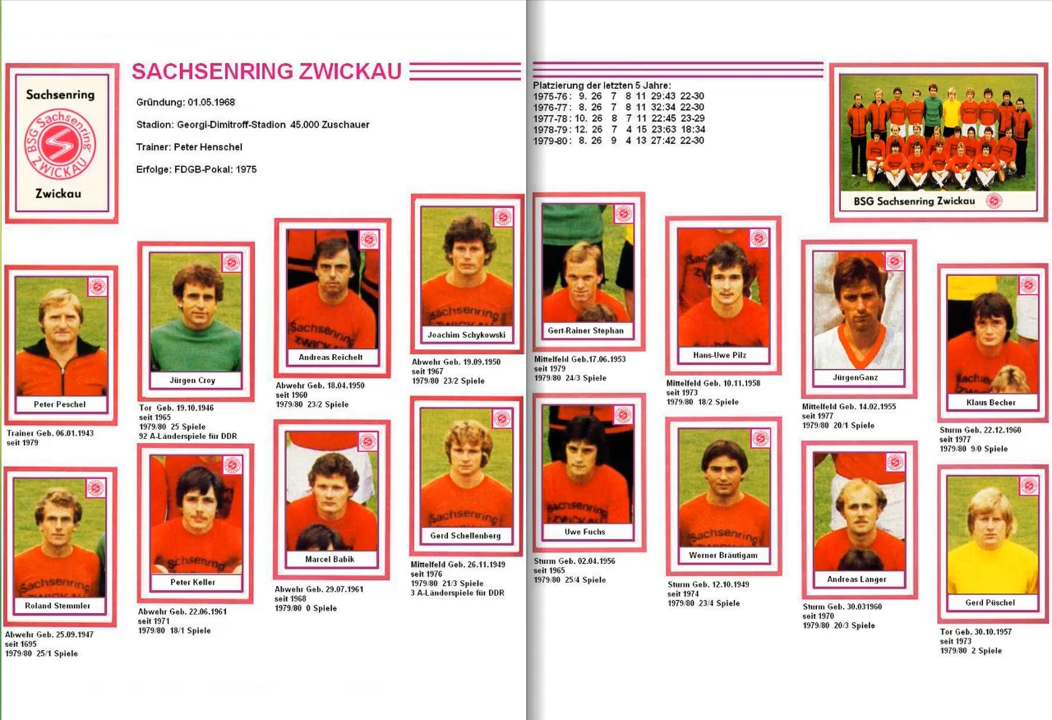 SACHSENRING ZWICKAU
Gründung: 01.05.1968
Stadion: Georgi-Dimitroff-Stadion 45.000 Zuschauer
Trainer: Peter Henschel
Erfolge: FDGB-Pokal: 1975
Sachsenring
BSG Sachsenring
ZWICKAU
Zwickau
Platzierung der letzten 5 Jahre:
1975-76: 9. 26 7 8 11 29:43 22-30
1976-77: 8. 26 7 8 11 32:34 22-30
1977-78: 10. 26 8 7 11 22:45 23-29
1978-79: 12. 26 7 4 15 23:63 18:34
1979-80: 8. 26 9 4 13 27:42 22-30
BSG Sachsenring Zwickau
Peter Peschel
Trainer Geb. 06.01.1943
seit 1979
Jürgen Croy
Tor Geb. 19.10.1946
seit 1965
1979/80 25 Spiele
92 A-Länderspiele für DDR
Sachsenring
Andreas Reichelt
Abwehr Geb. 18.04.1950
seit 1960
1979/80 23/2 Spiele
Sachsenring
ZWICKAU
Joachim Schykowski
Abwehr Geb. 19.09.1950
seit 1967
1979/80 23/2 Spiele
Gert-Rainer Stephan
Mittelfeld Geb.17.06.1953
seit 1979
1979/80 24/3 Spiele
Sachsenring
Hans-Uwe Pilz
Mittelfeld Geb. 10.11.1958
seit 1973
1979/80 18/2 Spiele
JürgenGanz
Mittelfeld Geb. 14.02.1955
seit 1977
1979/80 20/1 Spiele
Klaus Becher
Sturm Geb. 22.12.1960
seit 1977
1979/80 9/0 Spiele
Sachsenring
Roland Stemmler
Abwehr Geb. 25.09.1947
seit 1695
1979/80 25/1 Spiele
Peter Keller
Abwehr Geb. 22.06.1961
seit 1971
1979/80 18/1 Spiele
Marcel Babik
Abwehr Geb. 29.07.1961
seit 1968
1979/80 0 Spiele
Sachsenring
Gerd Schellenberg
Mittelfeld Geb. 26.11.1949
seit 1976
1979/80 21/3 Spiele
3 A-Länderspiele für DDR
Sachsenring
Uwe Fuchs
Sturm Geb. 02.04.1956
seit 1965
1979/80 25/4 Spiele
Sachsenring
Werner Bräutigam
Sturm Geb. 12.10.1949
seit 1974
1979/80 23/4 Spiele
Andreas Langer
Sturm Geb. 30.031960
seit 1970
1979/80 20/3 Spiele
Gerd Püschel
Tor Geb. 30.10.1957
seit 1973
1979/80 2 Spiele